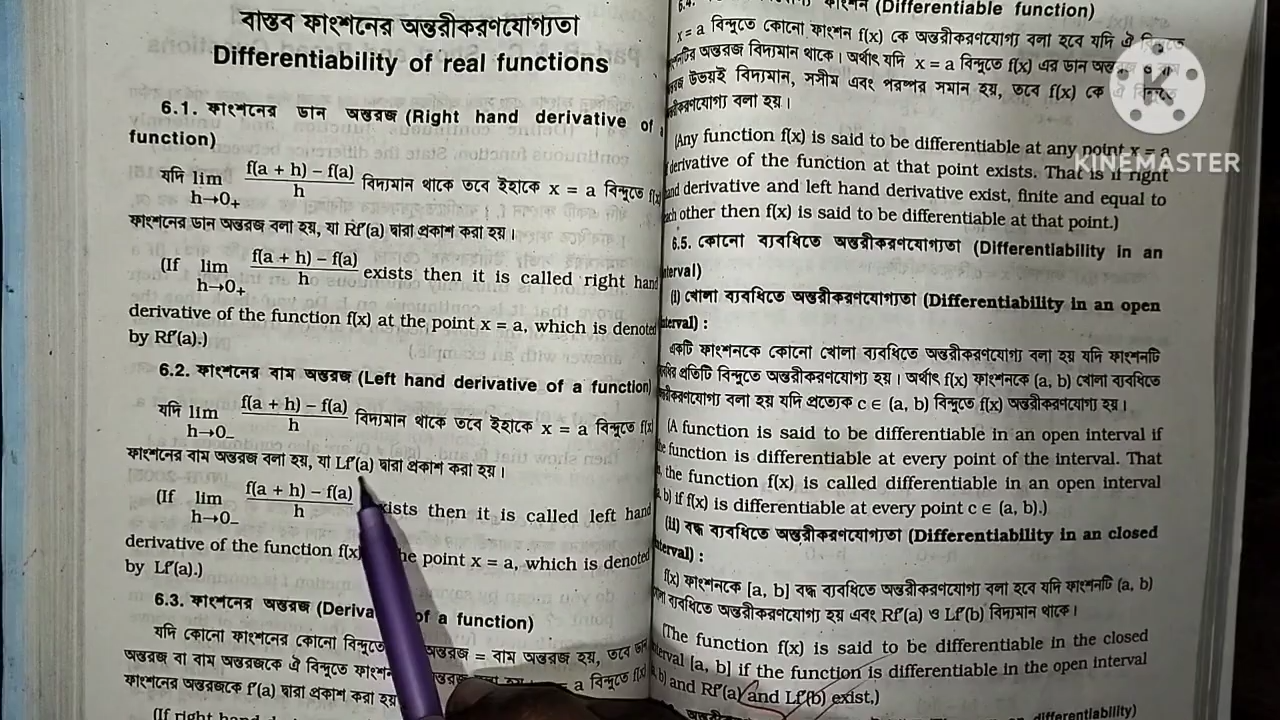 বাস্তব ফাংশনের অন্তরীকরণযোগ্যতা
Differentiability of real functions
6.1. ফাংশনের ডান অন্তরজ (Right hand derivative of a
function)
যদি lim h→0+ f(a + h) – f(a) / h বিদ্যমান থাকে তবে ইহাকে x = a বিন্দুতে f(x)
ফাংশনের ডান অন্তরজ বলা হয়, যা Rf′(a) দ্বারা প্রকাশ করা হয়।
(If lim h→0+ f(a + h) – f(a) / h exists then it is called right hand
derivative of the function f(x) at the point x = a, which is denoted
by Rf′(a).)
6.2. ফাংশনের বাম অন্তরজ (Left hand derivative of a function)
যদি lim h→0– f(a + h) – f(a) / h বিদ্যমান থাকে তবে ইহাকে x = a বিন্দুতে f(x)
ফাংশনের বাম অন্তরজ বলা হয়, যা Lf′(a) দ্বারা প্রকাশ করা হয়।
(If lim h→0– f(a + h) – f(a) / h exists then it is called left hand
derivative of the function f(x) the point x = a, which is denoted
by Lf′(a).)
6.3. ফাংশনের অন্তরজ (Deriva of a function)
যদি কোনো ফাংশনের কোনো বিন্দুতে অন্তরজ = বাম অন্তরজ হয়, তবে ডান
অন্তরজ বা বাম অন্তরজকে ঐ বিন্দুতে ফাংশন a বিন্দুতে f(x)
ফাংশনের অন্তরজকে f′(a) দ্বারা প্রকাশ করা হয়
(If right hand
6.4. ফাংশন (Differentiable function)
x = a বিন্দুতে কোনো ফাংশন f(x) কে অন্তরীকরণযোগ্য বলা হবে যদি ঐ বিন্দুতে
অন্তরজ বিদ্যমান থাকে। অর্থাৎ যদি x = a বিন্দুতে f(x) এর ডান অন্তরজ ও বাম
উভয়ই বিদ্যমান, সসীম এবং পরস্পর সমান হয়, তবে f(x) কে ঐ বিন্দুতে
অন্তরীকরণযোগ্য বলা হয়।
(Any function f(x) is said to be differentiable at any point x = a
if derivative of the function at that point exists. That is if right
hand derivative and left hand derivative exist, finite and equal to
each other then f(x) is said to be differentiable at that point.)
KINEMASTER
6.5. কোনো ব্যবধিতে অন্তরীকরণযোগ্যতা (Differentiability in an
interval)
(i) খোলা ব্যবধিতে অন্তরীকরণযোগ্যতা (Differentiability in an open
interval) :
একটি ফাংশনকে কোনো খোলা ব্যবধিতে অন্তরীকরণযোগ্য বলা হয় যদি ফাংশনটি
প্রতিটি বিন্দুতে অন্তরীকরণযোগ্য হয়। অর্থাৎ f(x) ফাংশনকে (a, b) খোলা ব্যবধিতে
অন্তরীকরণযোগ্য বলা হয় যদি প্রত্যেক c ∈ (a, b) বিন্দুতে f(x) অন্তরীকরণযোগ্য হয়।
(A function is said to be differentiable in an open interval if
the function is differentiable at every point of the interval. That
the function f(x) is called differentiable in an open interval
(a, b) if f(x) is differentiable at every point c ∈ (a, b).)
(ii) বদ্ধ ব্যবধিতে অন্তরীকরণযোগ্যতা (Differentiability in an closed
interval) :
f(x) ফাংশনকে [a, b] বদ্ধ ব্যবধিতে অন্তরীকরণযোগ্য বলা হবে যদি ফাংশনটি (a, b)
খোলা ব্যবধিতে অন্তরীকরণযোগ্য হয় এবং Rf′(a) ও Lf′(b) বিদ্যমান থাকে।
(The function f(x) is said to be differentiable in the closed
interval [a, b] if the function is differentiable in the open interval
(a, b) and Rf′(a) and Lf′(b) exist.)
differentiability)